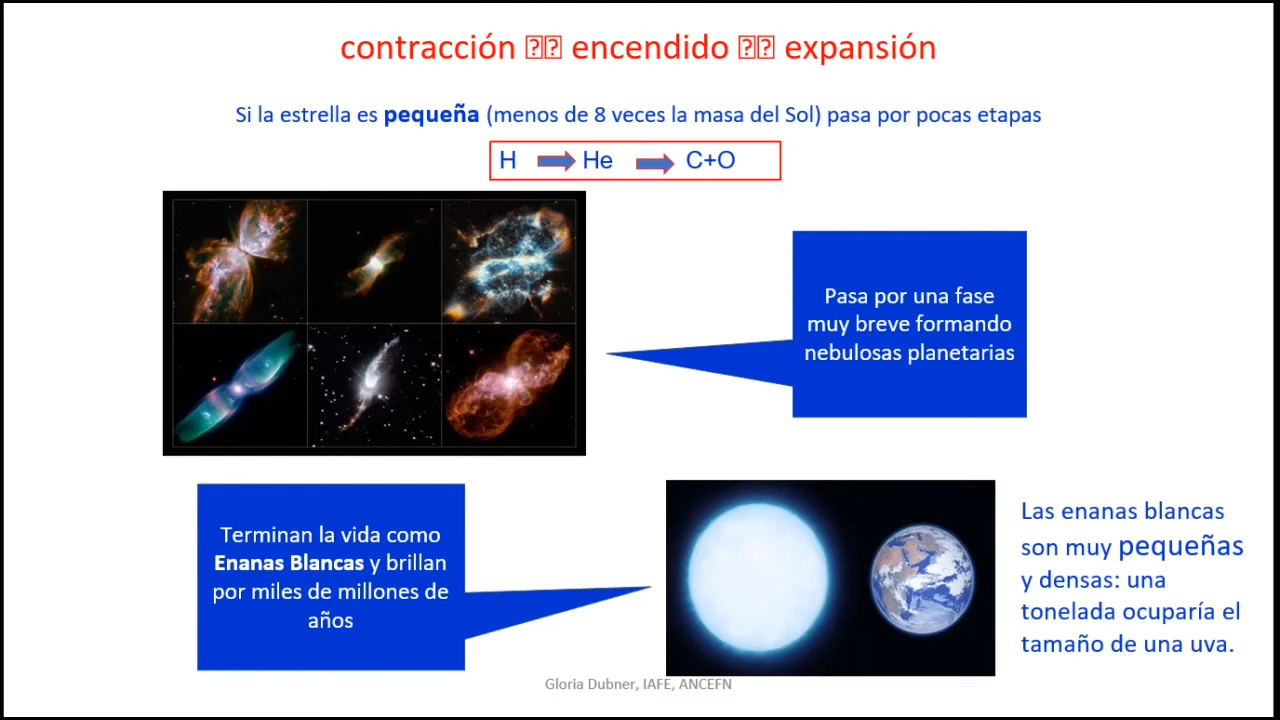 contracción ⍰⍰ encendido ⍰⍰ expansión
Si la estrella es pequeña (menos de 8 veces la masa del Sol) pasa por pocas etapas
H He C+O
Pasa por una fase
muy breve formando
nebulosas planetarias
Terminan la vida como
Enanas Blancas y brillan
por miles de millones de
años
Las enanas blancas
son muy pequeñas
y densas: una
tonelada ocuparía el
tamaño de una uva.
Gloria Dubner, IAFE, ANCEFN